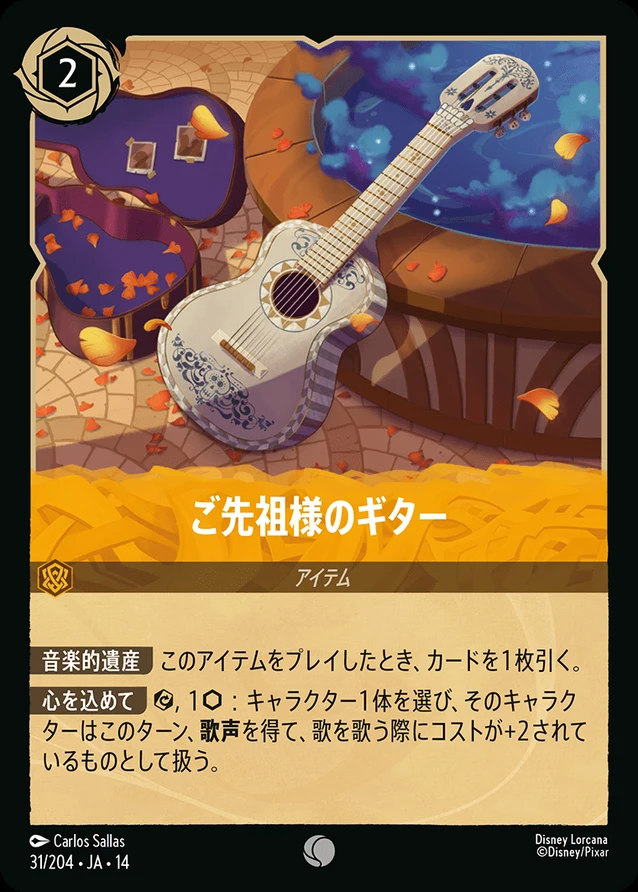 2
ご先祖様のギター
アイテム
音楽的遺産 このアイテムをプレイしたとき、カードを1枚引く。
心を込めて , 1 : キャラクター1体を選び、そのキャラク
ターはこのターン、歌声を得て、歌を歌う際にコストが+2されて
いるものとして扱う。
Carlos Sallas
Disney Lorcana
31/204 • JA • 14
©Disney/Pixar